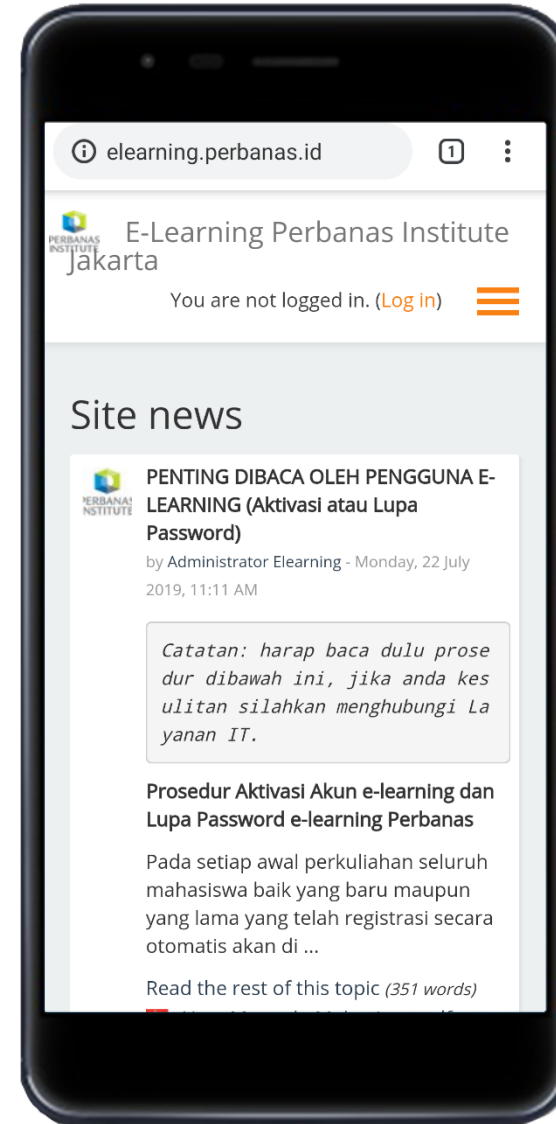 elearning.perbanas.id
1
PERBANAS
INSTITUTE
E-Learning Perbanas Institute
Jakarta
You are not logged in. (Log in)
Site news
PERBANAS
INSTITUTE
PENTING DIBACA OLEH PENGGUNA E-
LEARNING (Aktivasi atau Lupa
Password)
by Administrator Elearning - Monday, 22 July
2019, 11:11 AM
Catatan: harap baca dulu prose
dur dibawah ini, jika anda kes
ulitan silahkan menghubungi La
yanan IT.
Prosedur Aktivasi Akun e-learning dan
Lupa Password e-learning Perbanas
Pada setiap awal perkuliahan seluruh
mahasiswa baik yang baru maupun
yang lama yang telah registrasi secara
otomatis akan di ...
Read the rest of this topic (351 words)